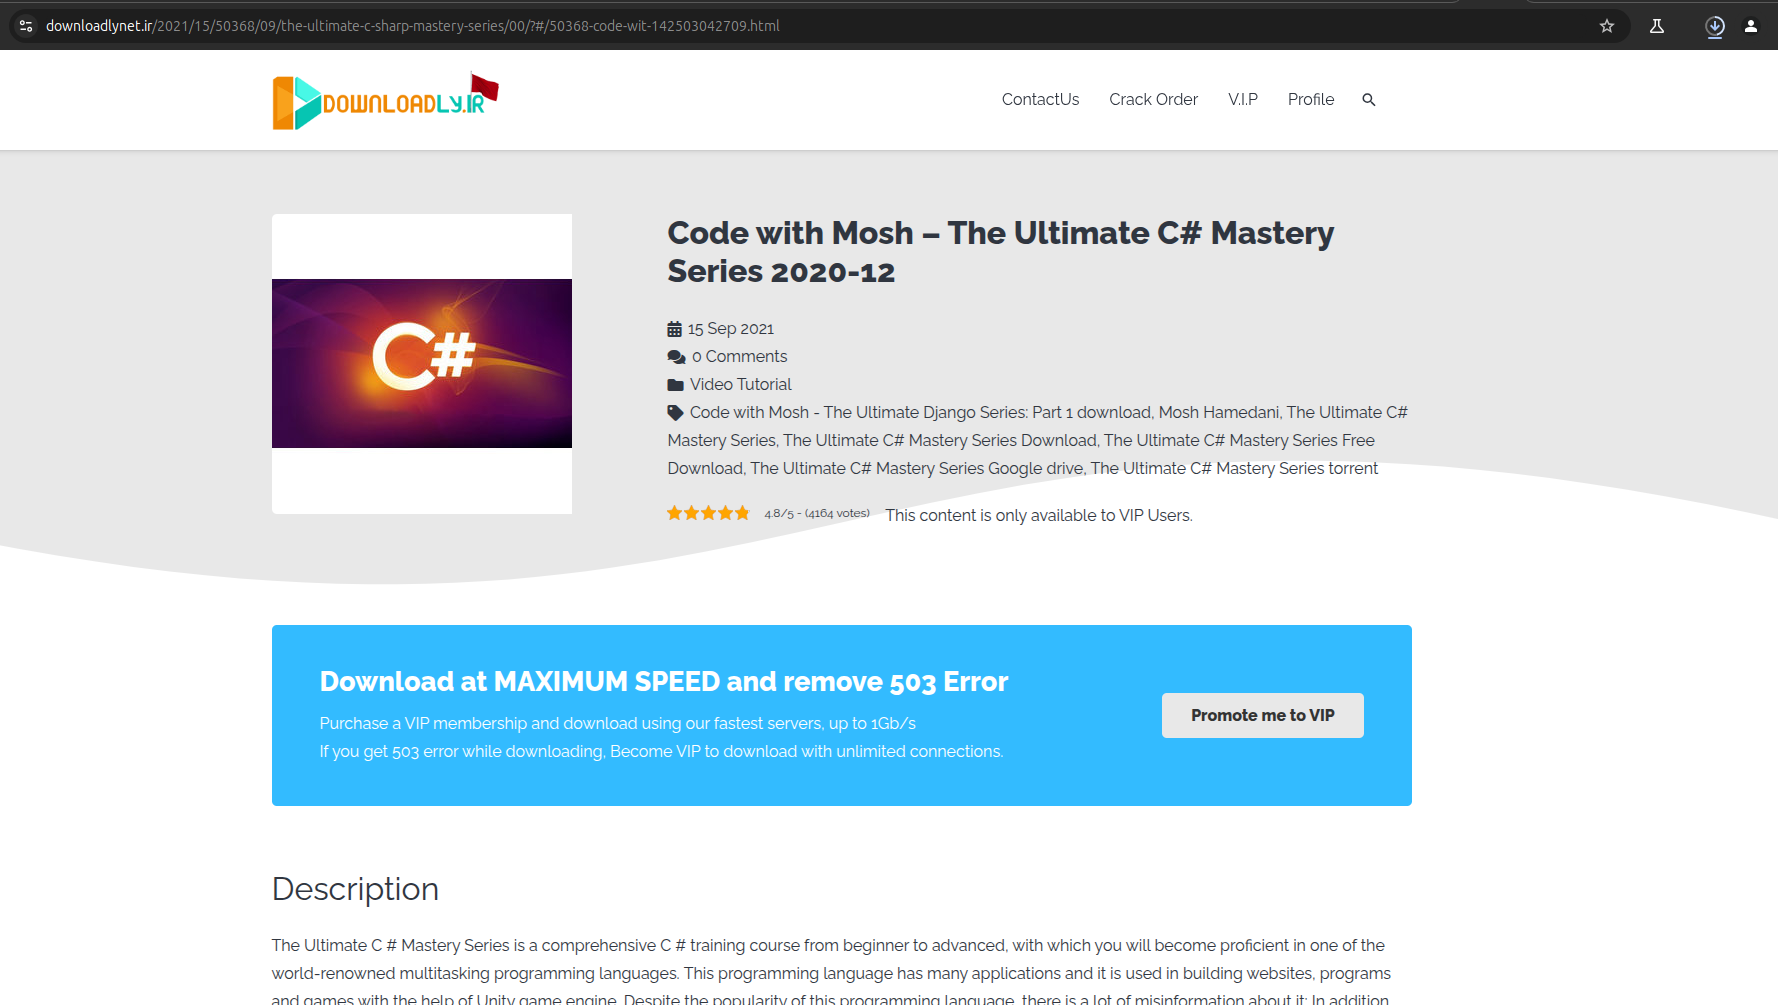 downloadlynet.ir/2021/15/50368/09/the-ultimate-c-sharp-mastery-series/00/?#/50368-code-wit-142503042709.html
DOWNLOADLY.IR
ContactUs Crack Order V.I.P Profile
C#
Code with Mosh – The Ultimate C# Mastery
Series 2020-12
15 Sep 2021
0 Comments
Video Tutorial
Code with Mosh - The Ultimate Django Series: Part 1 download, Mosh Hamedani, The Ultimate C#
Mastery Series, The Ultimate C# Mastery Series Download, The Ultimate C# Mastery Series Free
Download, The Ultimate C# Mastery Series Google drive, The Ultimate C# Mastery Series torrent
4.8/5 - (4164 votes) This content is only available to VIP Users.
Download at MAXIMUM SPEED and remove 503 Error
Purchase a VIP membership and download using our fastest servers, up to 1Gb/s
If you get 503 error while downloading, Become VIP to download with unlimited connections.
Promote me to VIP
Description
The Ultimate C # Mastery Series is a comprehensive C # training course from beginner to advanced, with which you will become proficient in one of the
world-renowned multitasking programming languages. This programming language has many applications and it is used in building websites, programs
and games with the help of Unity game engine. Despite the popularity of this programming language, there is a lot of misinformation about it; In addition,